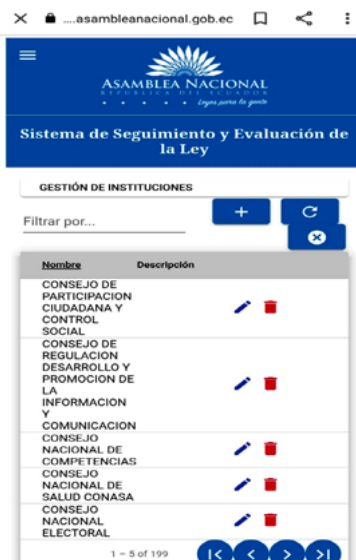 ....asambleanacional.gob.ec
ASAMBLEA NACIONAL
REPÚBLICA DEL ECUADOR
Leyes para la gente
Sistema de Seguimiento y Evaluación de
la Ley
GESTIÓN DE INSTITUCIONES
Filtrar por...
Nombre Descripción
CONSEJO DE
PARTICIPACION
CIUDADANA Y
CONTROL
SOCIAL
CONSEJO DE
REGULACION
DESARROLLO Y
PROMOCION DE
LA
INFORMACION
Y
COMUNICACION
CONSEJO
NACIONAL DE
COMPETENCIAS
CONSEJO
NACIONAL DE
SALUD CONASA
CONSEJO
NACIONAL
ELECTORAL
1 – 5 of 199